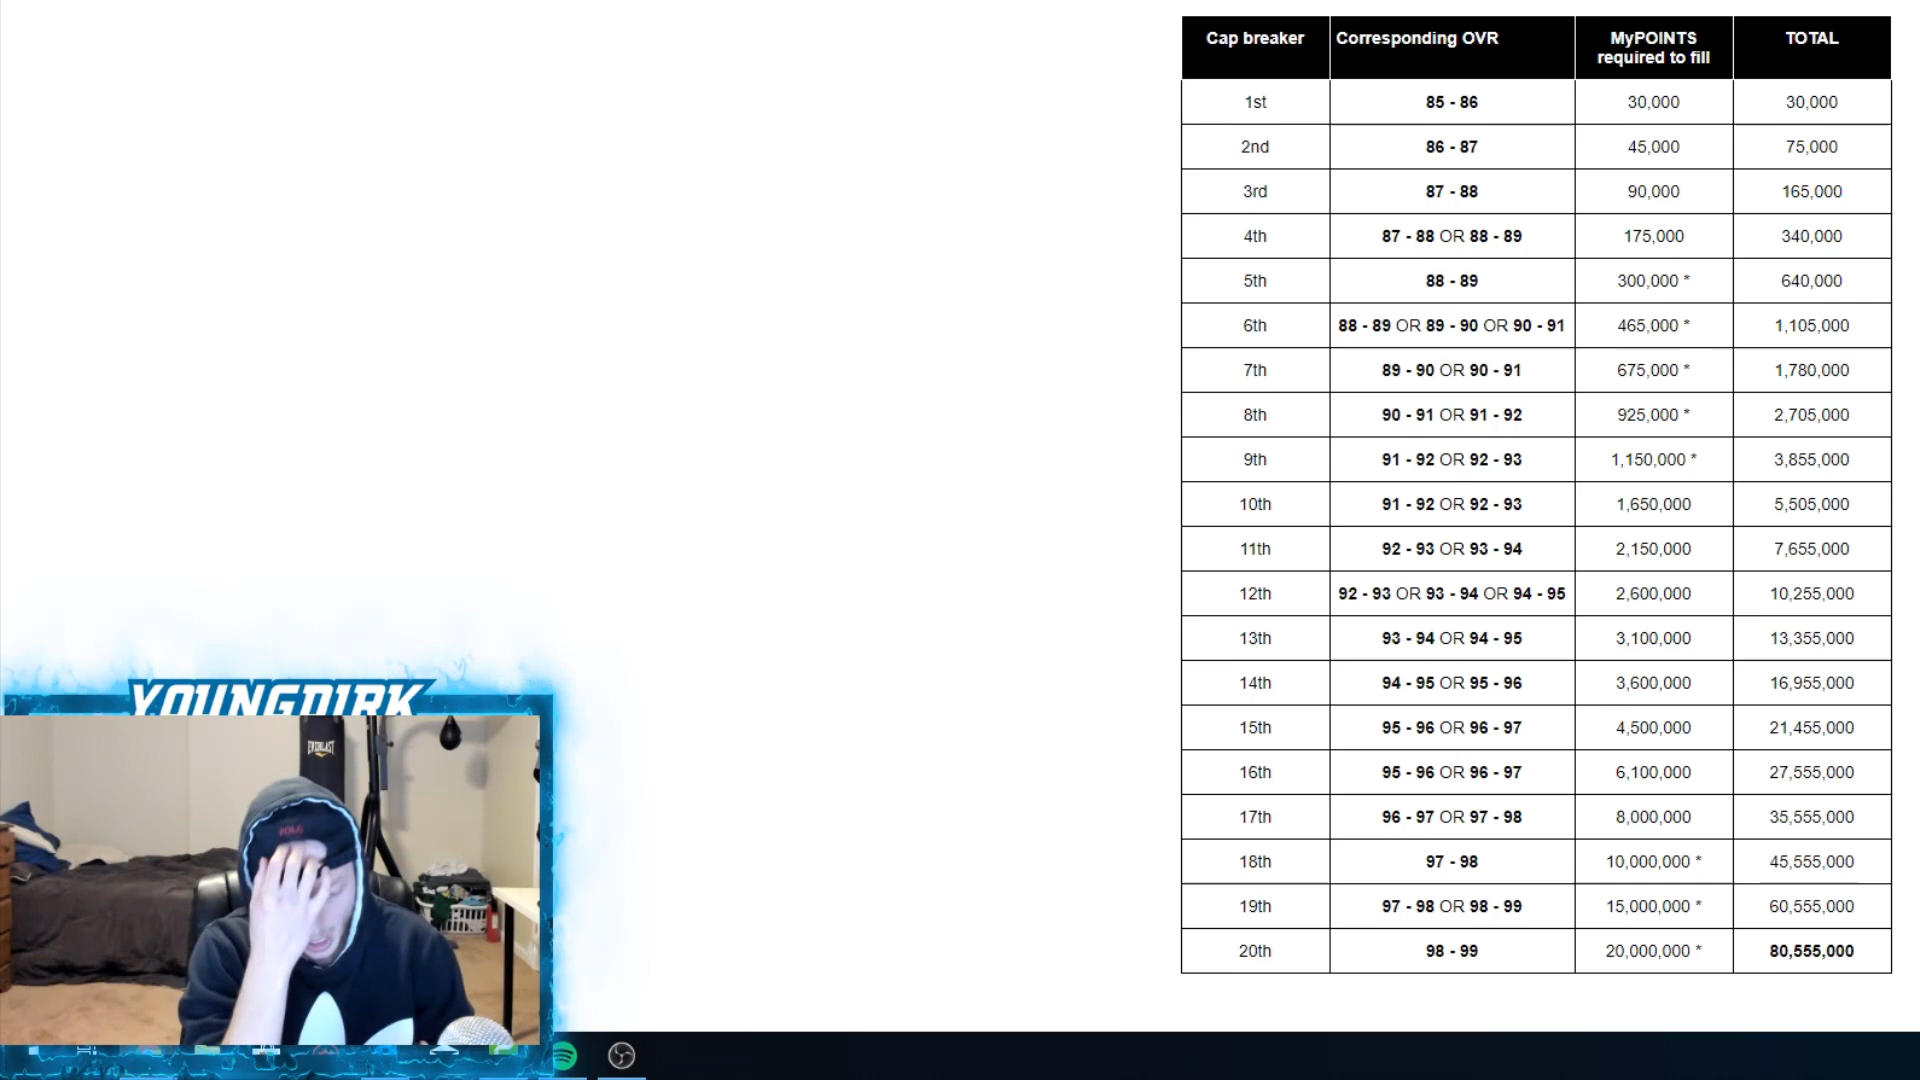 Cap breaker Corresponding OVR MyPOINTS required to fill TOTAL
1st 85 - 86 30,000 30,000
2nd 86 - 87 45,000 75,000
3rd 87 - 88 90,000 165,000
4th 87 - 88 OR 88 - 89 175,000 340,000
5th 88 - 89 300,000 * 640,000
6th 88 - 89 OR 89 - 90 OR 90 - 91 465,000 * 1,105,000
7th 89 - 90 OR 90 - 91 675,000 * 1,780,000
8th 90 - 91 OR 91 - 92 925,000 * 2,705,000
9th 91 - 92 OR 92 - 93 1,150,000 * 3,855,000
10th 91 - 92 OR 92 - 93 1,650,000 5,505,000
11th 92 - 93 OR 93 - 94 2,150,000 7,655,000
12th 92 - 93 OR 93 - 94 OR 94 - 95 2,600,000 10,255,000
13th 93 - 94 OR 94 - 95 3,100,000 13,355,000
14th 94 - 95 OR 95 - 96 3,600,000 16,955,000
15th 95 - 96 OR 96 - 97 4,500,000 21,455,000
16th 95 - 96 OR 96 - 97 6,100,000 27,555,000
17th 96 - 97 OR 97 - 98 8,000,000 35,555,000
18th 97 - 98 10,000,000 * 45,555,000
19th 97 - 98 OR 98 - 99 15,000,000 * 60,555,000
20th 98 - 99 20,000,000 * 80,555,000
YOUNGDIRK
EVERLAST
POLO